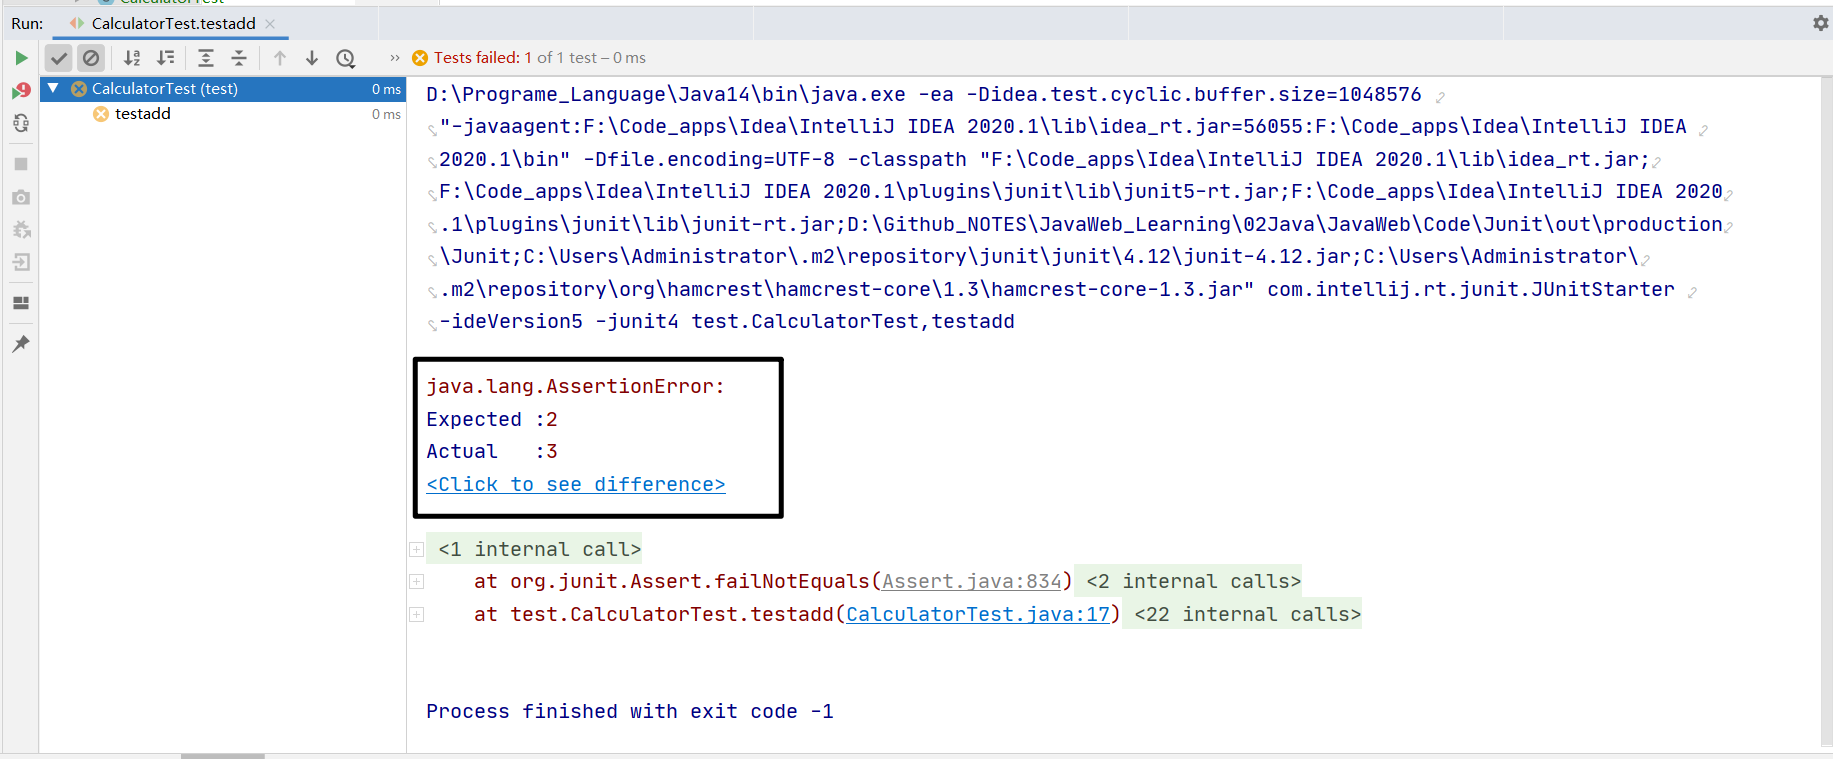 CalculatorTest
Run: CalculatorTest.testadd
Tests failed: 1 of 1 test – 0 ms
CalculatorTest (test) 0 ms
testadd 0 ms
D:\Programe_Language\Java14\bin\java.exe -ea -Didea.test.cyclic.buffer.size=1048576
"-javaagent:F:\Code_apps\Idea\IntelliJ IDEA 2020.1\lib\idea_rt.jar=56055:F:\Code_apps\Idea\IntelliJ IDEA
2020.1\bin" -Dfile.encoding=UTF-8 -classpath "F:\Code_apps\Idea\IntelliJ IDEA 2020.1\lib\idea_rt.jar;
F:\Code_apps\Idea\IntelliJ IDEA 2020.1\plugins\junit\lib\junit5-rt.jar;F:\Code_apps\Idea\IntelliJ IDEA 2020
.1\plugins\junit\lib\junit-rt.jar;D:\Github_NOTES\JavaWeb_Learning\02Java\JavaWeb\Code\Junit\out\production
\Junit;C:\Users\Administrator\.m2\repository\junit\junit\4.12\junit-4.12.jar;C:\Users\Administrator\
.m2\repository\org\hamcrest\hamcrest-core\1.3\hamcrest-core-1.3.jar" com.intellij.rt.junit.JUnitStarter
-ideVersion5 -junit4 test.CalculatorTest,testadd
java.lang.AssertionError:
Expected :2
Actual   :3
<Click to see difference>
<1 internal call>
at org.junit.Assert.failNotEquals(Assert.java:834) <2 internal calls>
at test.CalculatorTest.testadd(CalculatorTest.java:17) <22 internal calls>
Process finished with exit code -1